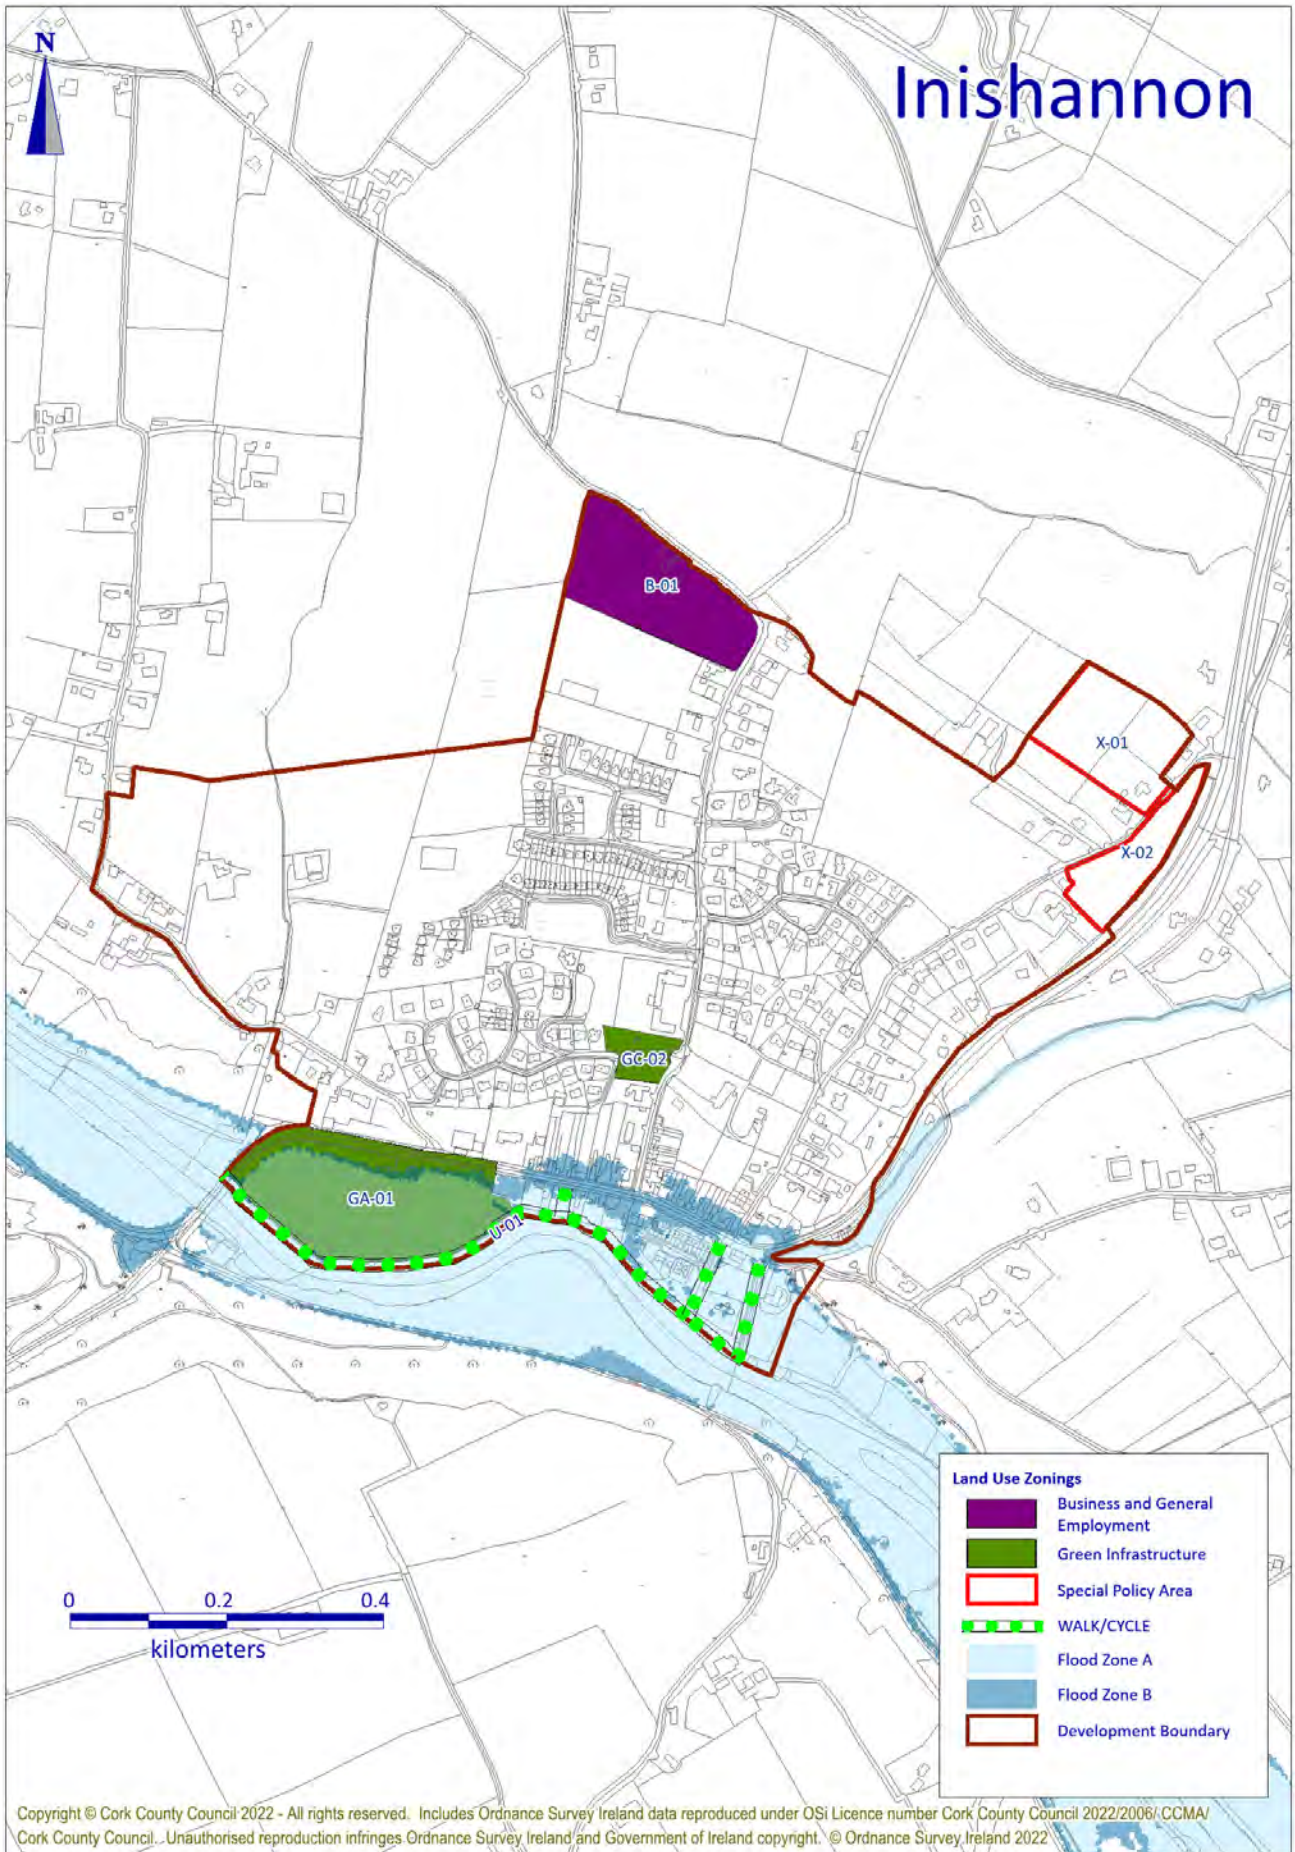 N
Inishannon
B-01
X-01
X-02
GC-02
GA-01
U-01
Land Use Zonings
Business and General
Employment
Green Infrastructure
Special Policy Area
WALK/CYCLE
Flood Zone A
Flood Zone B
Development Boundary
0 0.2 0.4
kilometers
Copyright © Cork County Council 2022 - All rights reserved. Includes Ordnance Survey Ireland data reproduced under OSi Licence number Cork County Council 2022/2006/ CCMA/
Cork County Council. Unauthorised reproduction infringes Ordnance Survey Ireland and Government of Ireland copyright. © Ordnance Survey Ireland 2022